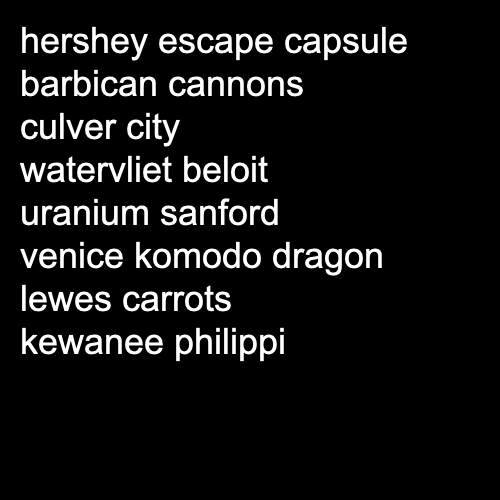 hershey escape capsule
barbican cannons
culver city
watervliet beloit
uranium sanford
venice komodo dragon
lewes carrots
kewanee philippi